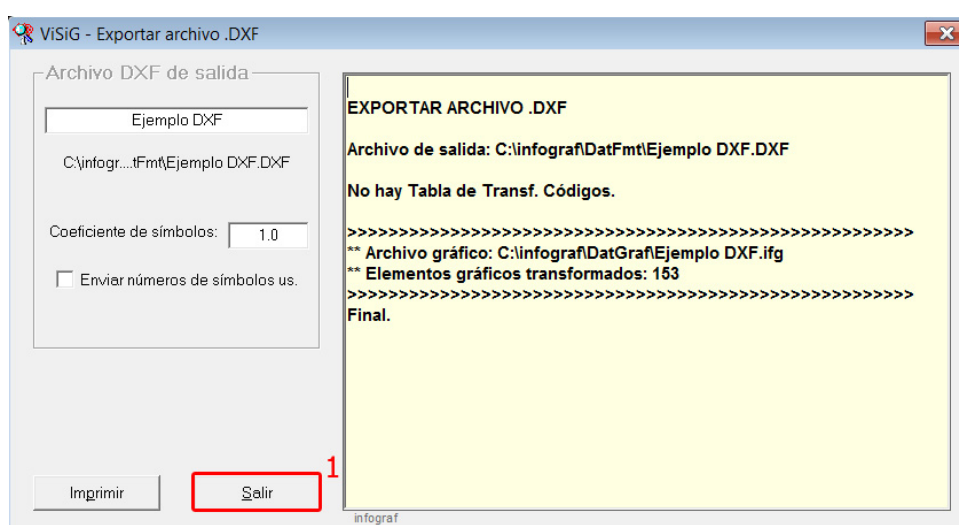 ViSiG - Exportar archivo .DXF
Archivo DXF de salida
Ejemplo DXF
C:\infogr....tFmt\Ejemplo DXF.DXF
Coeficiente de símbolos: 1.0
Enviar números de símbolos us.
Imprimir
Salir
1
EXPORTAR ARCHIVO .DXF
Archivo de salida: C:\infograf\DatFmt\Ejemplo DXF.DXF
No hay Tabla de Transf. Códigos.
>>>>>>>>>>>>>>>>>>>>>>>>>>>>>>>>>>>>>>>>>>>>>>>>>>>>>>>
** Archivo gráfico: C:\infograf\DatGraf\Ejemplo DXF.ifg
** Elementos gráficos transformados: 153
>>>>>>>>>>>>>>>>>>>>>>>>>>>>>>>>>>>>>>>>>>>>>>>>>>>>>>>
Final.
infograf